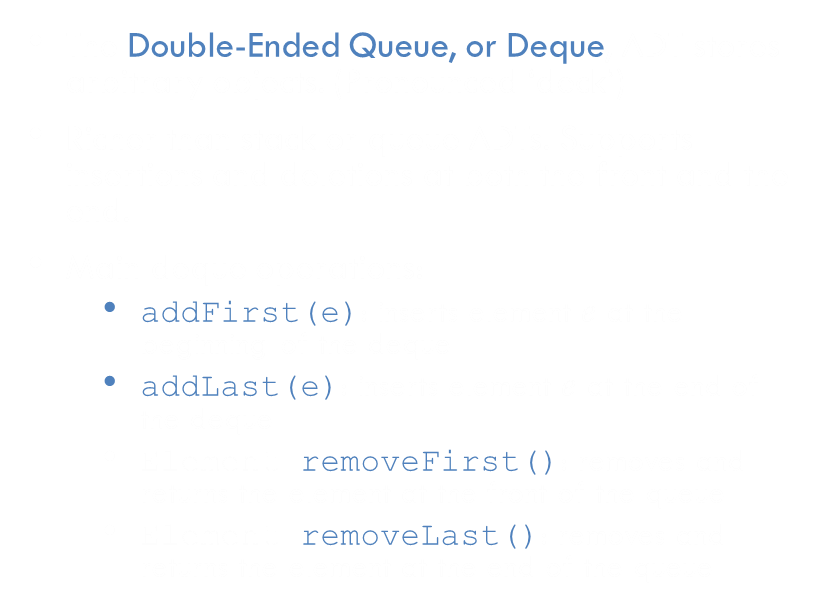 Double-Ended Queue, or Deque
• addFirst(e)
• addLast(e)
removeFirst()
removeLast()